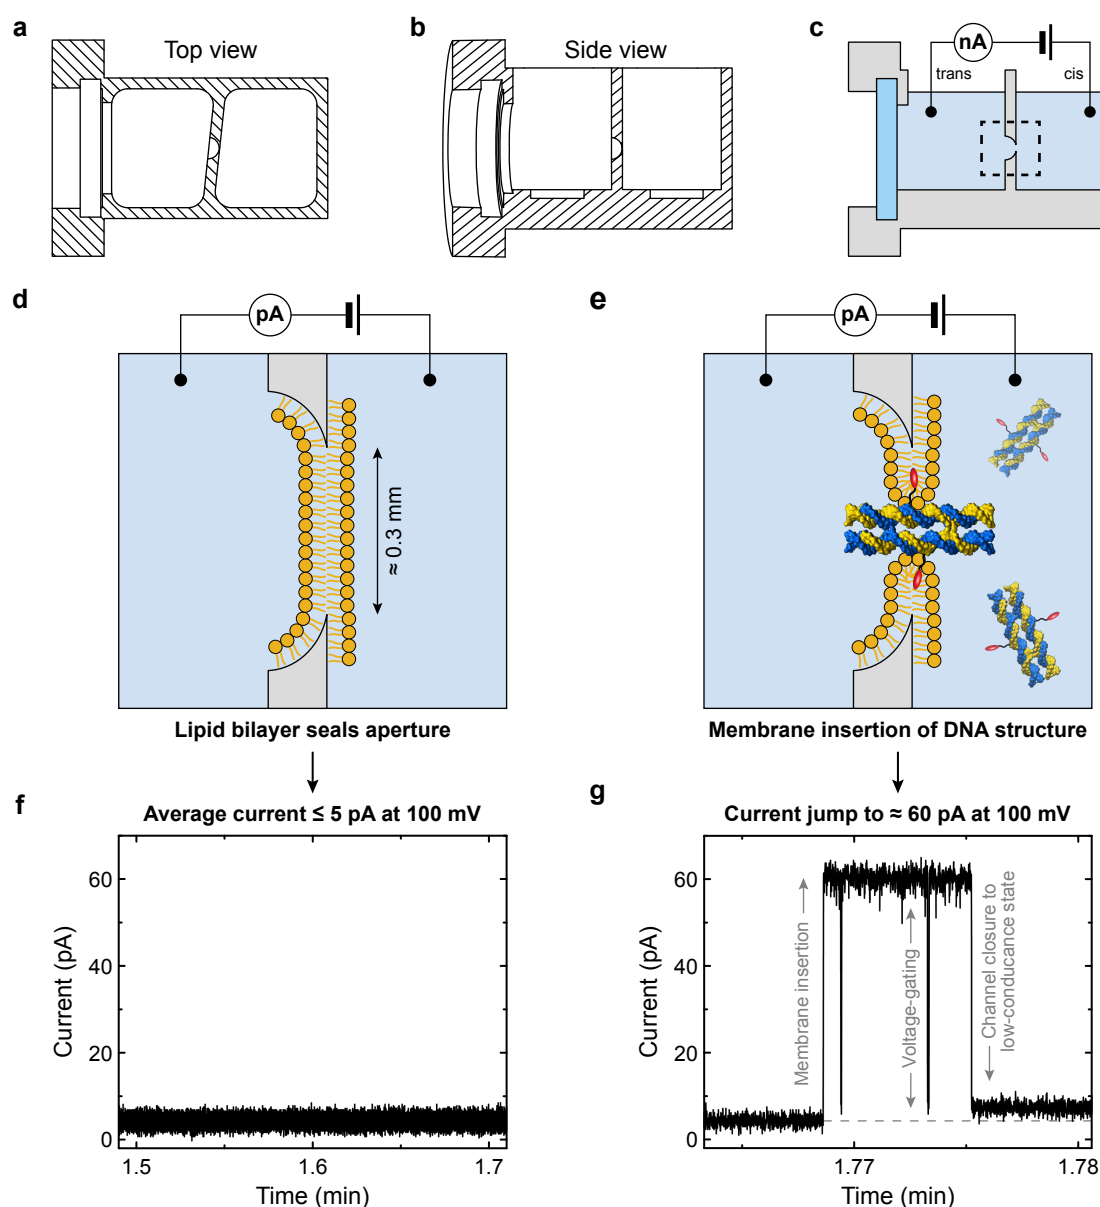 a
Top view
b
Side view
c
nA
trans
cis
d
pA
≈ 0.3 mm
Lipid bilayer seals aperture
e
pA
Membrane insertion of DNA structure
f
Average current ≤ 5 pA at 100 mV
Current (pA)
60
40
20
0
1.5
1.6
1.7
Time (min)
g
Current jump to ≈ 60 pA at 100 mV
Current (pA)
60
40
20
0
Membrane insertion
Voltage-gating
Channel closure to
low-conducance state
1.77
1.78
Time (min)